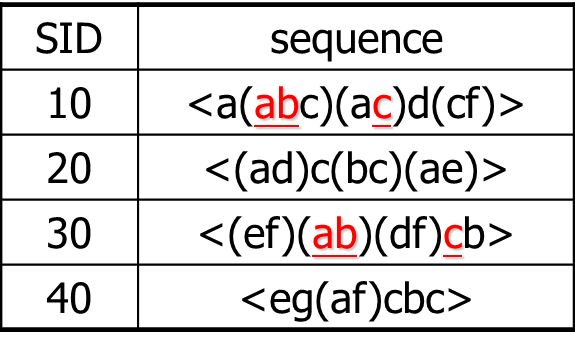 SID sequence
10 <a(abc)(ac)d(cf)>
20 <(ad)c(bc)(ae)>
30 <(ef)(ab)(df)cb>
40 <eg(af)cbc>